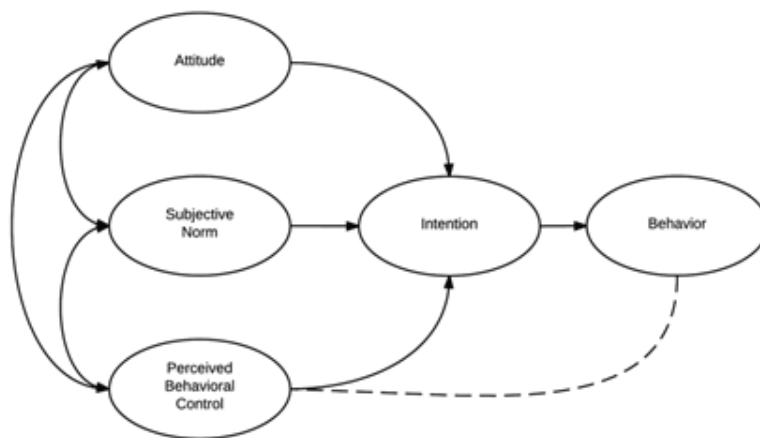 Attitude
Subjective
Norm
Intention
Behavior
Perceived
Behavioral
Control